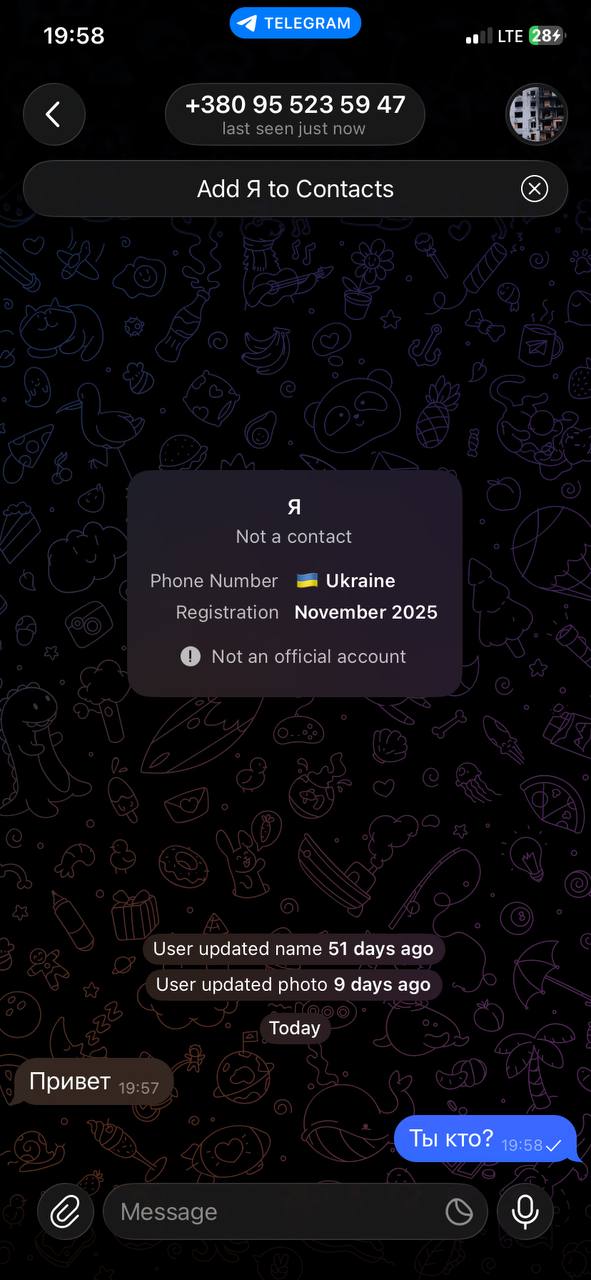 19:58
TELEGRAM
LTE
28
+380 95 523 59 47
last seen just now
Add Я to Contacts
Я
Not a contact
Phone Number 🇺🇦 Ukraine
Registration November 2025
Not an official account
User updated name 51 days ago
User updated photo 9 days ago
Today
Привет 19:57
Ты кто? 19:58
Message